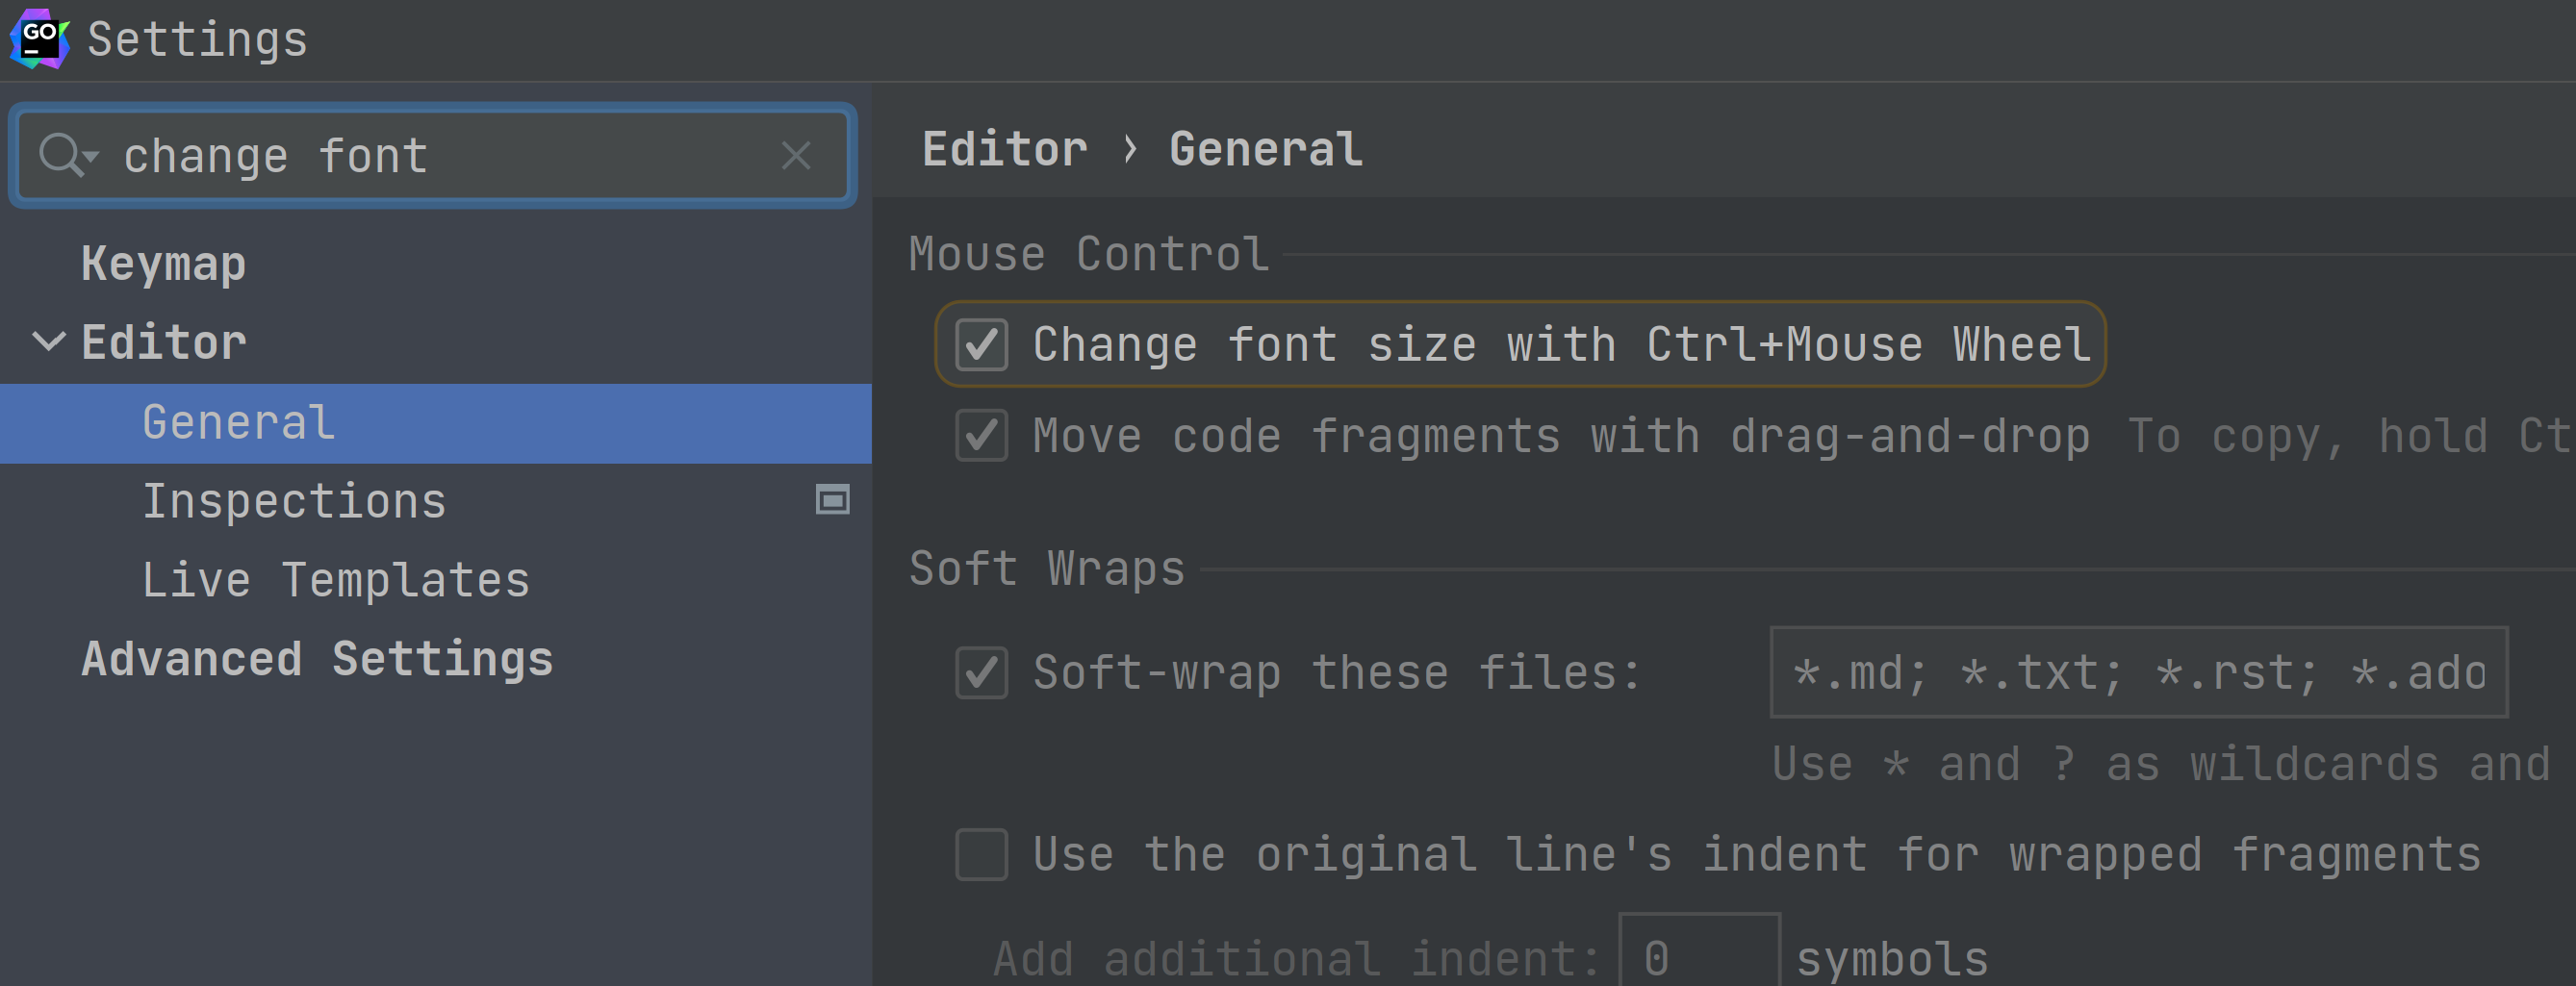 GO
Settings
change font
Keymap
Editor
General
Inspections
Live Templates
Advanced Settings
Editor › General
Mouse Control
Change font size with Ctrl+Mouse Wheel
Move code fragments with drag-and-drop To copy, hold Ct
Soft Wraps
Soft-wrap these files: *.md; *.txt; *.rst; *.ado
Use * and ? as wildcards and
Use the original line's indent for wrapped fragments
Add additional indent: 0 symbols